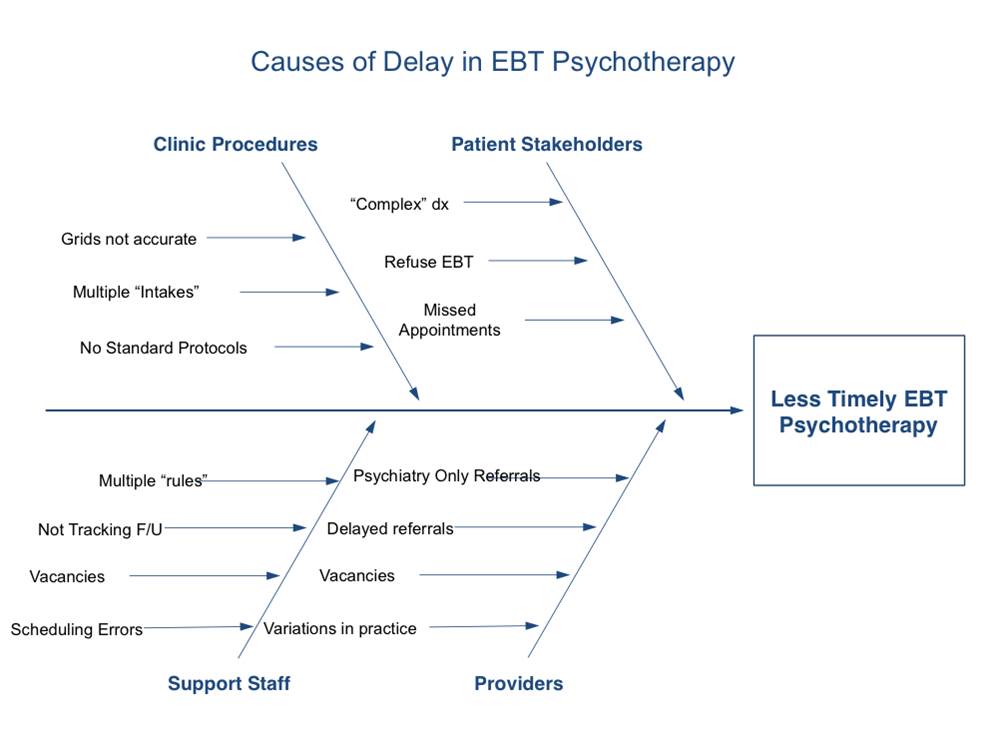 Causes of Delay in EBT Psychotherapy
Clinic Procedures
Patient Stakeholders
“Complex” dx
Grids not accurate
Refuse EBT
Multiple “Intakes”
Missed
Appointments
No Standard Protocols
Less Timely EBT
Psychotherapy
Multiple “rules”
Psychiatry Only Referrals
Not Tracking F/U
Delayed referrals
Vacancies
Vacancies
Scheduling Errors
Variations in practice
Support Staff
Providers